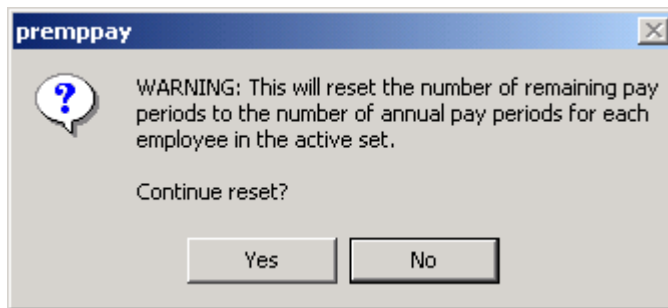 premppay
WARNING: This will reset the number of remaining pay
periods to the number of annual pay periods for each
employee in the active set.
Continue reset?
Yes
No